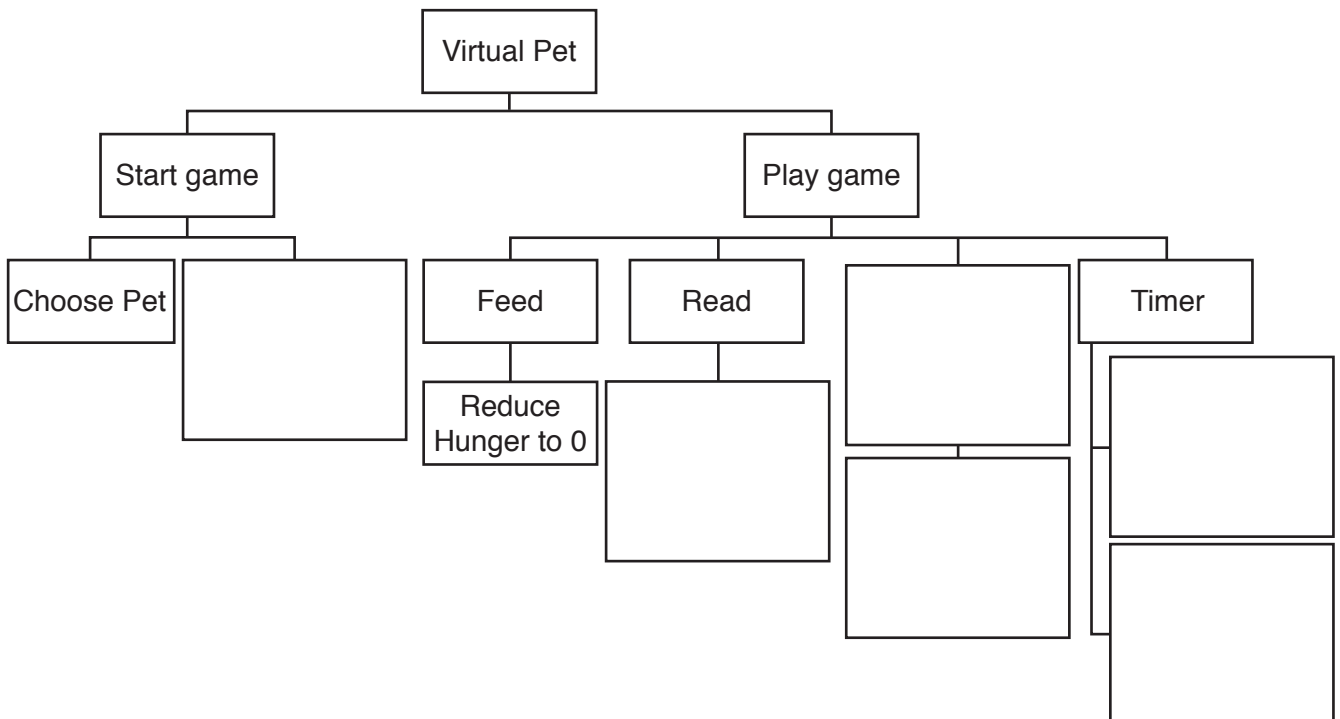 Virtual Pet
Start game
Play game
Choose Pet
Feed
Read
Timer
Reduce
Hunger to 0